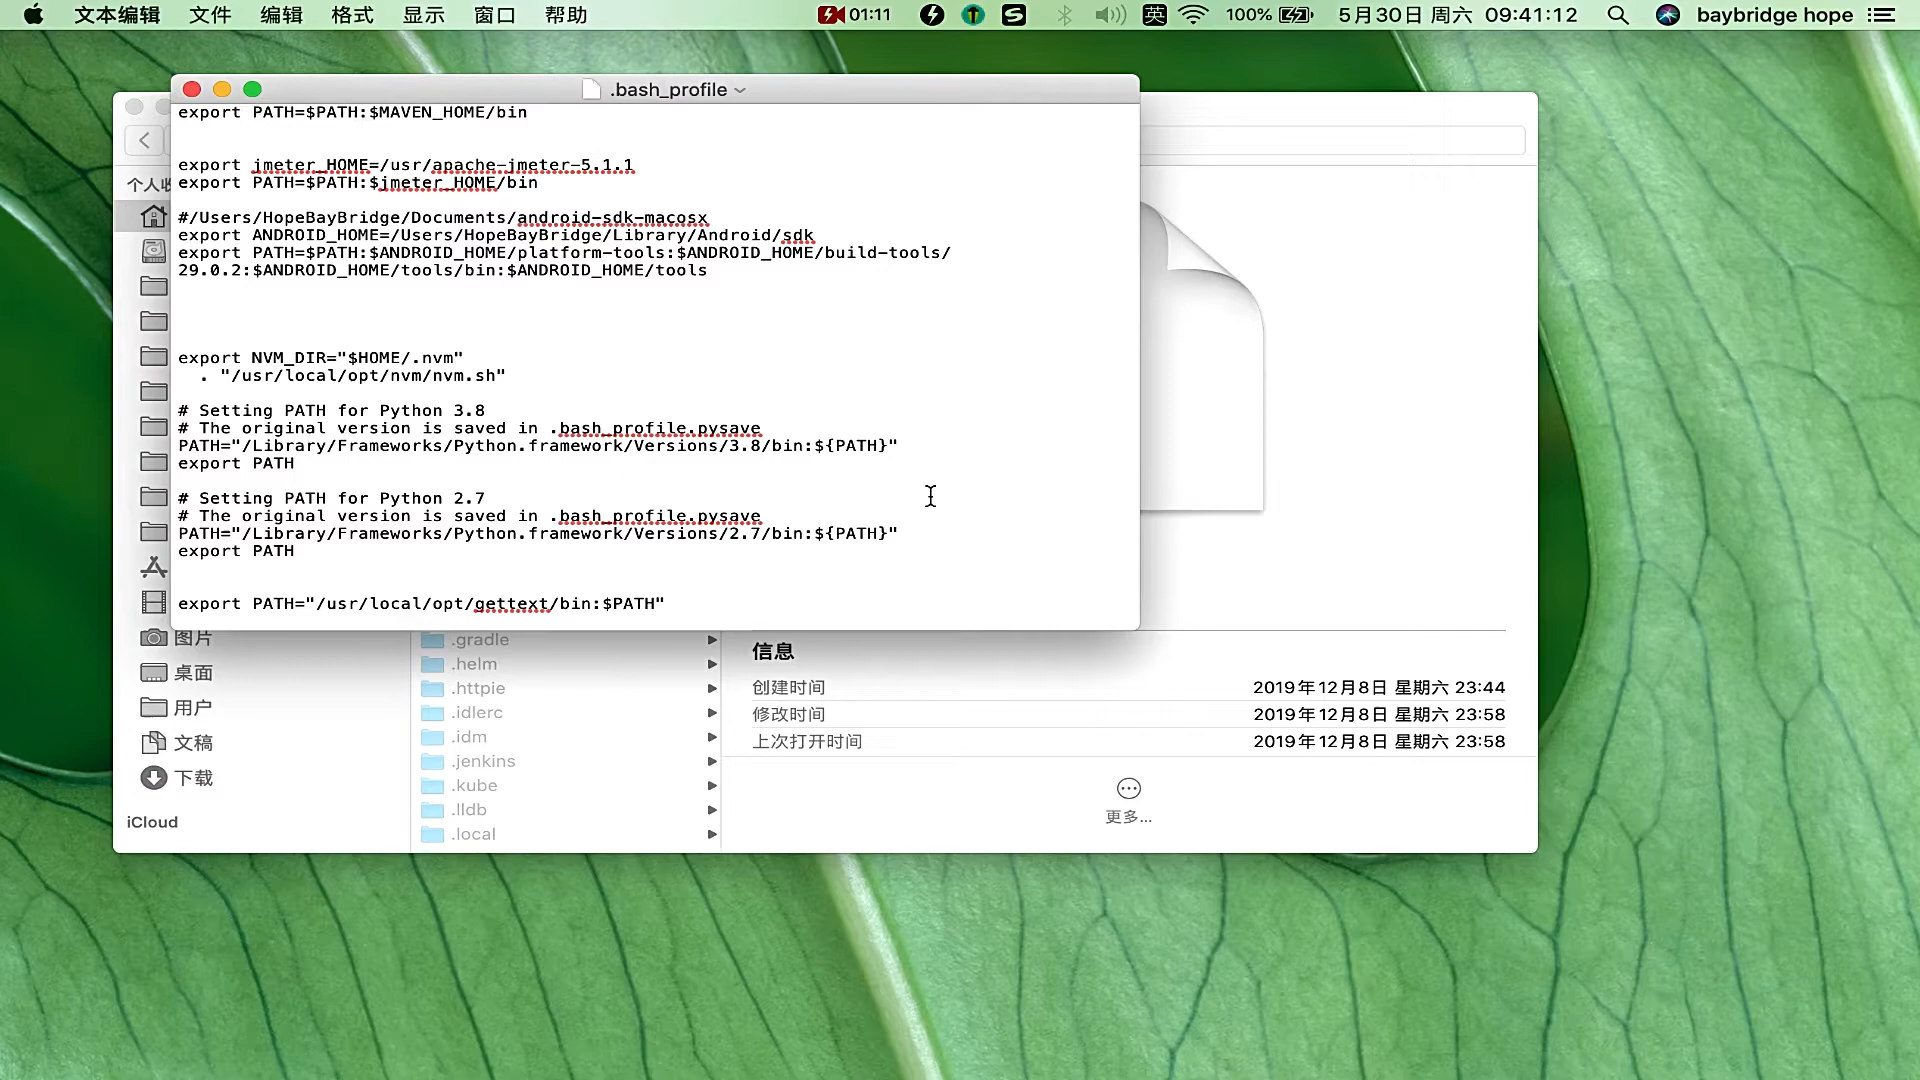 文本编辑 文件 编辑 格式 显示 窗口 帮助 01:11 英 100% 5月30日 周六 09:41:12 baybridge hope
.bash_profile
export PATH=$PATH:$MAVEN_HOME/bin
export jmeter_HOME=/usr/apache-jmeter-5.1.1
export PATH=$PATH:$jmeter_HOME/bin
#/Users/HopeBayBridge/Documents/android-sdk-macosx
export ANDROID_HOME=/Users/HopeBayBridge/Library/Android/sdk
export PATH=$PATH:$ANDROID_HOME/platform-tools:$ANDROID_HOME/build-tools/
29.0.2:$ANDROID_HOME/tools/bin:$ANDROID_HOME/tools
export NVM_DIR="$HOME/.nvm"
. "/usr/local/opt/nvm/nvm.sh"
# Setting PATH for Python 3.8
# The original version is saved in .bash_profile.pysave
PATH="/Library/Frameworks/Python.framework/Versions/3.8/bin:${PATH}"
export PATH
# Setting PATH for Python 2.7
# The original version is saved in .bash_profile.pysave
PATH="/Library/Frameworks/Python.framework/Versions/2.7/bin:${PATH}"
export PATH
export PATH="/usr/local/opt/gettext/bin:$PATH"
个人收
图片
桌面
用户
文稿
下载
iCloud
.gradle
.helm
.httpie
.idlerc
.idm
.jenkins
.kube
.lldb
.local
信息
创建时间 2019年12月8日 星期六 23:44
修改时间 2019年12月8日 星期六 23:58
上次打开时间 2019年12月8日 星期六 23:58
更多...